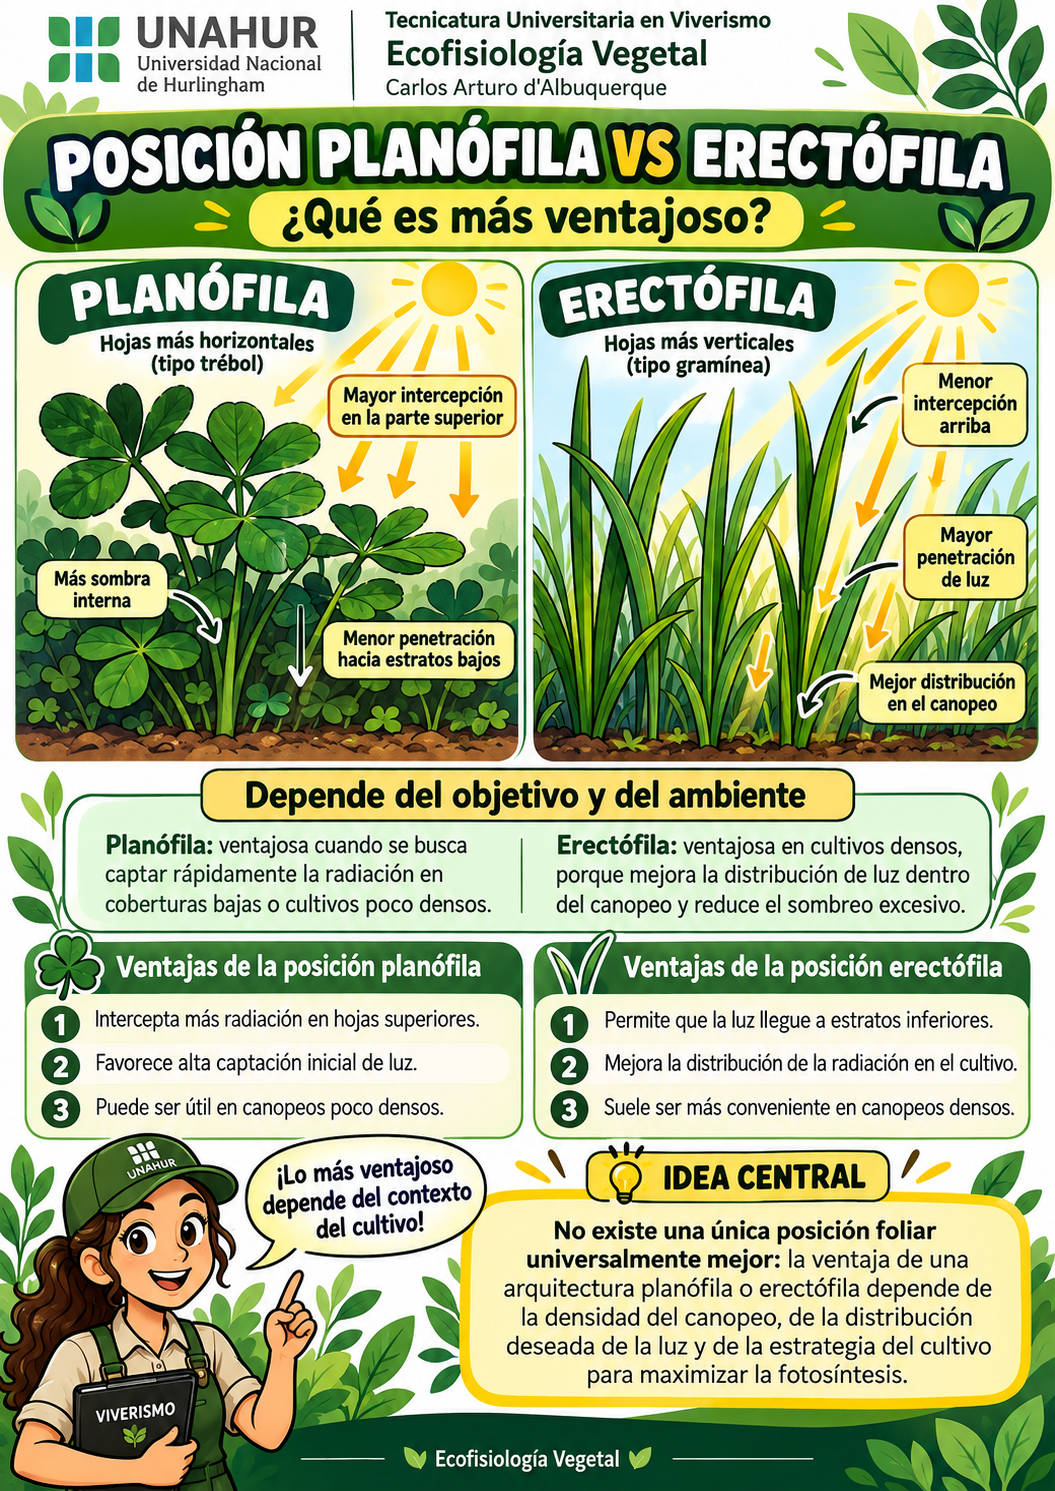 UNAHUR
Universidad Nacional
de Hurlingham
Tecnicatura Universitaria en Viverismo
Ecofisiología Vegetal
Carlos Arturo d'Albuquerque
POSICIÓN PLANÓFILA VS ERECTÓFILA
¿Qué es más ventajoso?
PLANÓFILA
Hojas más horizontales
(tipo trébol)
Mayor intercepción
en la parte superior
Más sombra
interna
Menor penetración
hacia estratos bajos
ERECTÓFILA
Hojas más verticales
(tipo gramínea)
Menor
intercepción
arriba
Mayor
penetración
de luz
Mejor distribución
en el canopeo
Depende del objetivo y del ambiente
Planófila: ventajosa cuando se busca
captar rápidamente la radiación en
coberturas bajas o cultivos poco densos.
Erectófila: ventajosa en cultivos densos,
porque mejora la distribución de luz dentro
del canopeo y reduce el sombreo excesivo.
Ventajas de la posición planófila
1 Intercepta más radiación en hojas superiores.
2 Favorece alta captación inicial de luz.
3 Puede ser útil en canopeos poco densos.
Ventajas de la posición erectófila
1 Permite que la luz llegue a estratos inferiores.
2 Mejora la distribución de la radiación en el cultivo.
3 Suele ser más conveniente en canopeos densos.
UNAHUR
¡Lo más ventajoso
depende del contexto
del cultivo!
VIVERISMO
IDEA CENTRAL
No existe una única posición foliar
universalmente mejor: la ventaja de una
arquitectura planófila o erectófila depende de
la densidad del canopeo, de la distribución
deseada de la luz y de la estrategia del cultivo
para maximizar la fotosíntesis.
Ecofisiología Vegetal